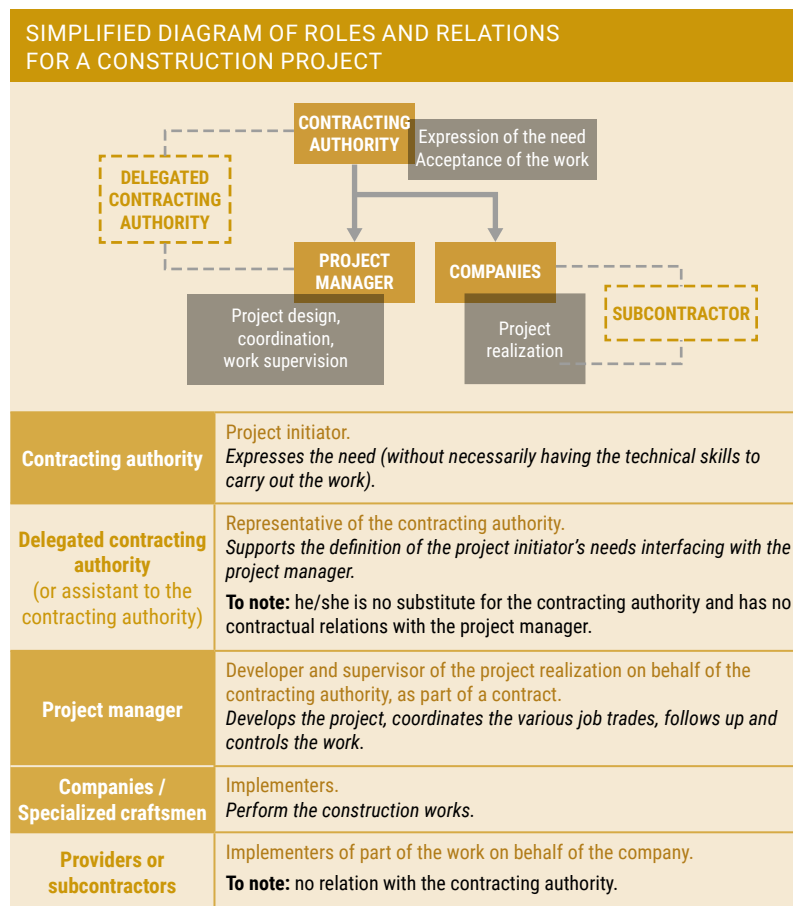 SIMPLIFIED DIAGRAM OF ROLES AND RELATIONS
FOR A CONSTRUCTION PROJECT
CONTRACTING
AUTHORITY
Expression of the need
Acceptance of the work
DELEGATED
CONTRACTING
AUTHORITY
PROJECT
MANAGER
COMPANIES
Project design,
coordination,
work supervision
Project
realization
SUBCONTRACTOR
Contracting authority
Project initiator.
Expresses the need (without necessarily having the technical skills to
carry out the work).
Delegated contracting
authority
(or assistant to the
contracting authority)
Representative of the contracting authority.
Supports the definition of the project initiator's needs interfacing with the
project manager.
To note: he/she is no substitute for the contracting authority and has no
contractual relations with the project manager.
Project manager
Developer and supervisor of the project realization on behalf of the
contracting authority, as part of a contract.
Develops the project, coordinates the various job trades, follows up and
controls the work.
Companies /
Specialized craftsmen
Implementers.
Perform the construction works.
Providers or
subcontractors
Implementers of part of the work on behalf of the company.
To note: no relation with the contracting authority.